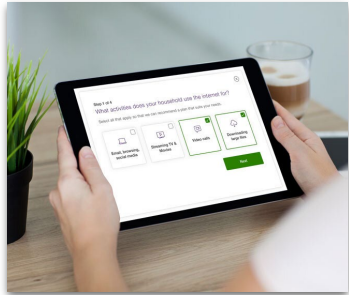 Step 1 of 4
What activities does your household use the internet for?
Select all that apply so that we can recommend a plan that suits your needs.
Email, browsing,
social media
Streaming TV &
Movies
Video calls
Downloading
large files
Next